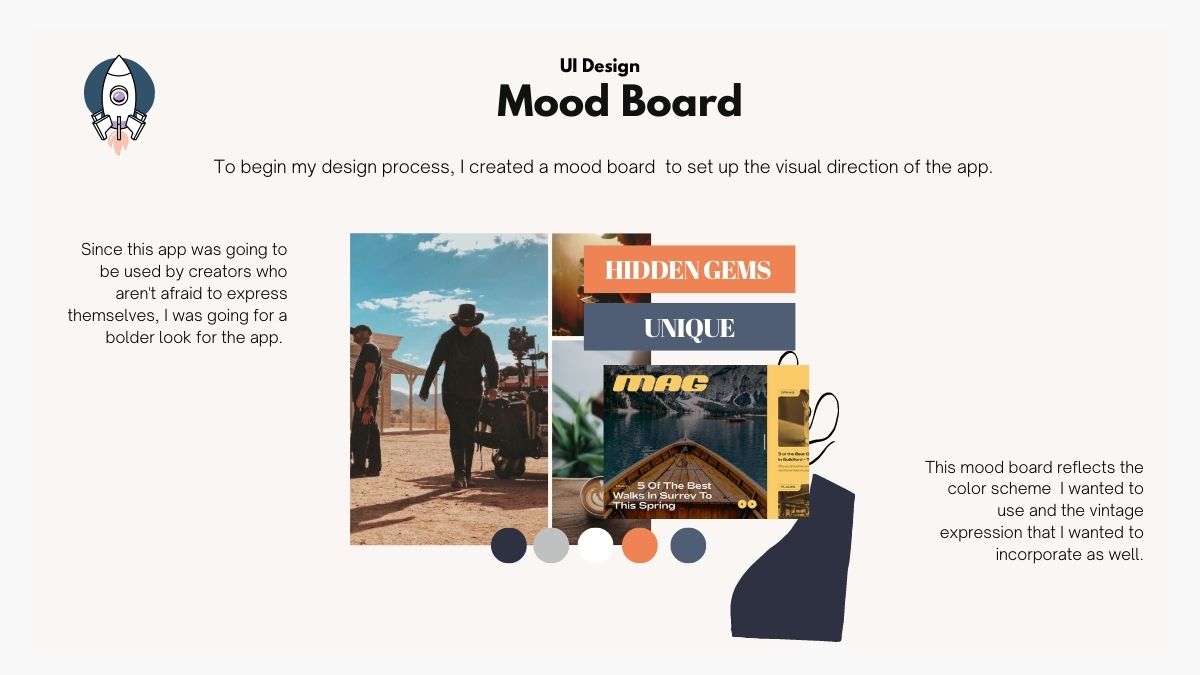 UI Design
Mood Board
To begin my design process, I created a mood board  to set up the visual direction of the app.
Since this app was going to
be used by creators who
aren't afraid to express
themselves, I was going for a
bolder look for the app.
HIDDEN GEMS
UNIQUE
MAG
5 Of The Best
Walks In Surrey To
This Spring
This mood board reflects the
color scheme  I wanted to
use and the vintage
expression that I wanted to
incorporate as well.